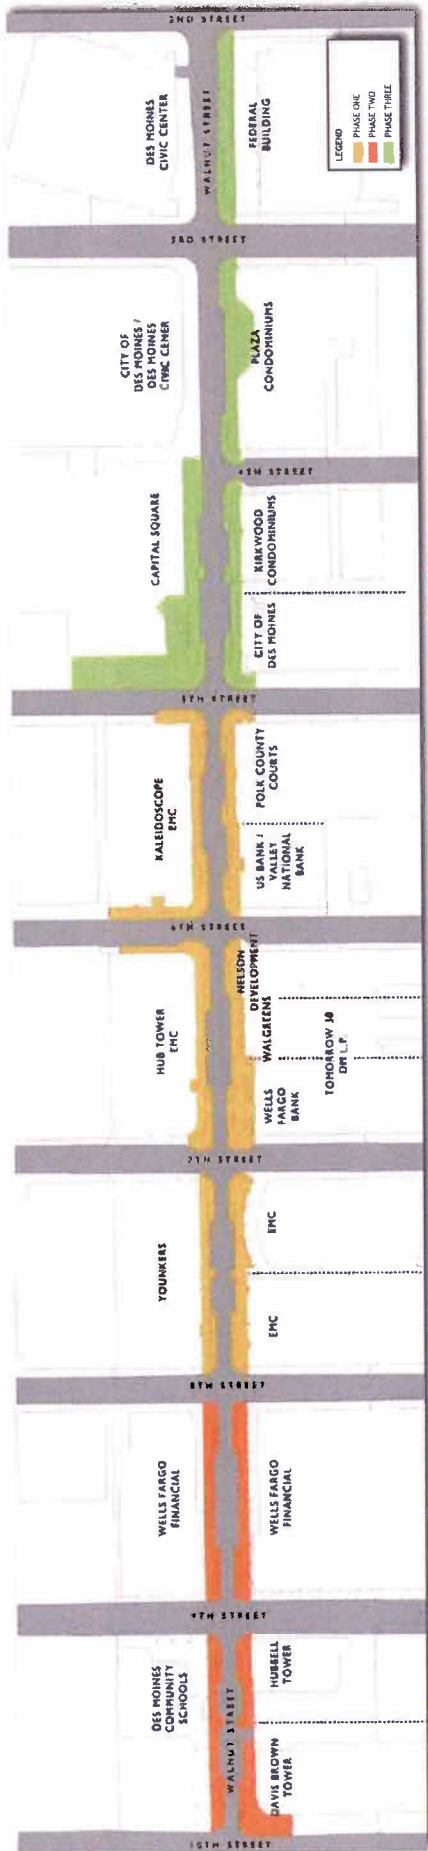 DES MOINES
COMMUNITY
SCHOOLS
WELLS FARGO
FINANCIAL
YOUNKERS
HUB TOWER
EMC
KALEIDOSCOPE
EMC
CAPITAL SQUARE
CITY OF
DES MOINES /
DES MOINES
CIVIC CENER
DES MOINES
CIVIC CENTER
10TH STREET
WALNUT STREET
9TH STREET
8TH STREET
7TH STREET
6TH STREET
5TH STREET
4TH STREET
3RD STREET
WALNUT STREET
2ND STREET
DAVIS BROWN
TOWER
HUBBELL
TOWER
WELLS FARGO
FINANCIAL
EMC
EMC
WELLS
FARGO
BANK
WALGREENS
NELSON
DEVELOPMENT
TOMORROW JO
DM L.P.
US BANK /
VALLEY
NATIONAL
BANK
POLK COUNTY
COURTS
CITY OF
DES MOINES
KIRKWOOD
CONDOMINIUMS
PLAZA
CONDOMINIUMS
FEDERAL
BUILDING
LEGEND
PHASE ONE
PHASE TWO
PHASE THREE